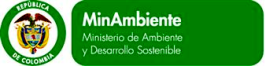 REPÚBLICA
DE COLOMBIA
MinAmbiente
Ministerio de Ambiente
y Desarrollo Sostenible